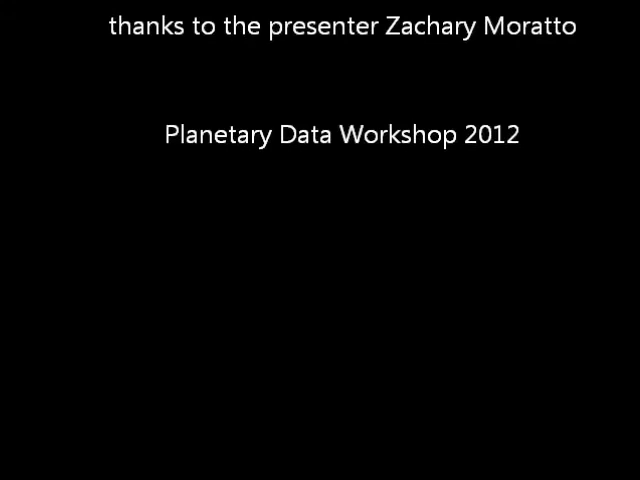 thanks to the presenter Zachary Moratto
Planetary Data Workshop 2012